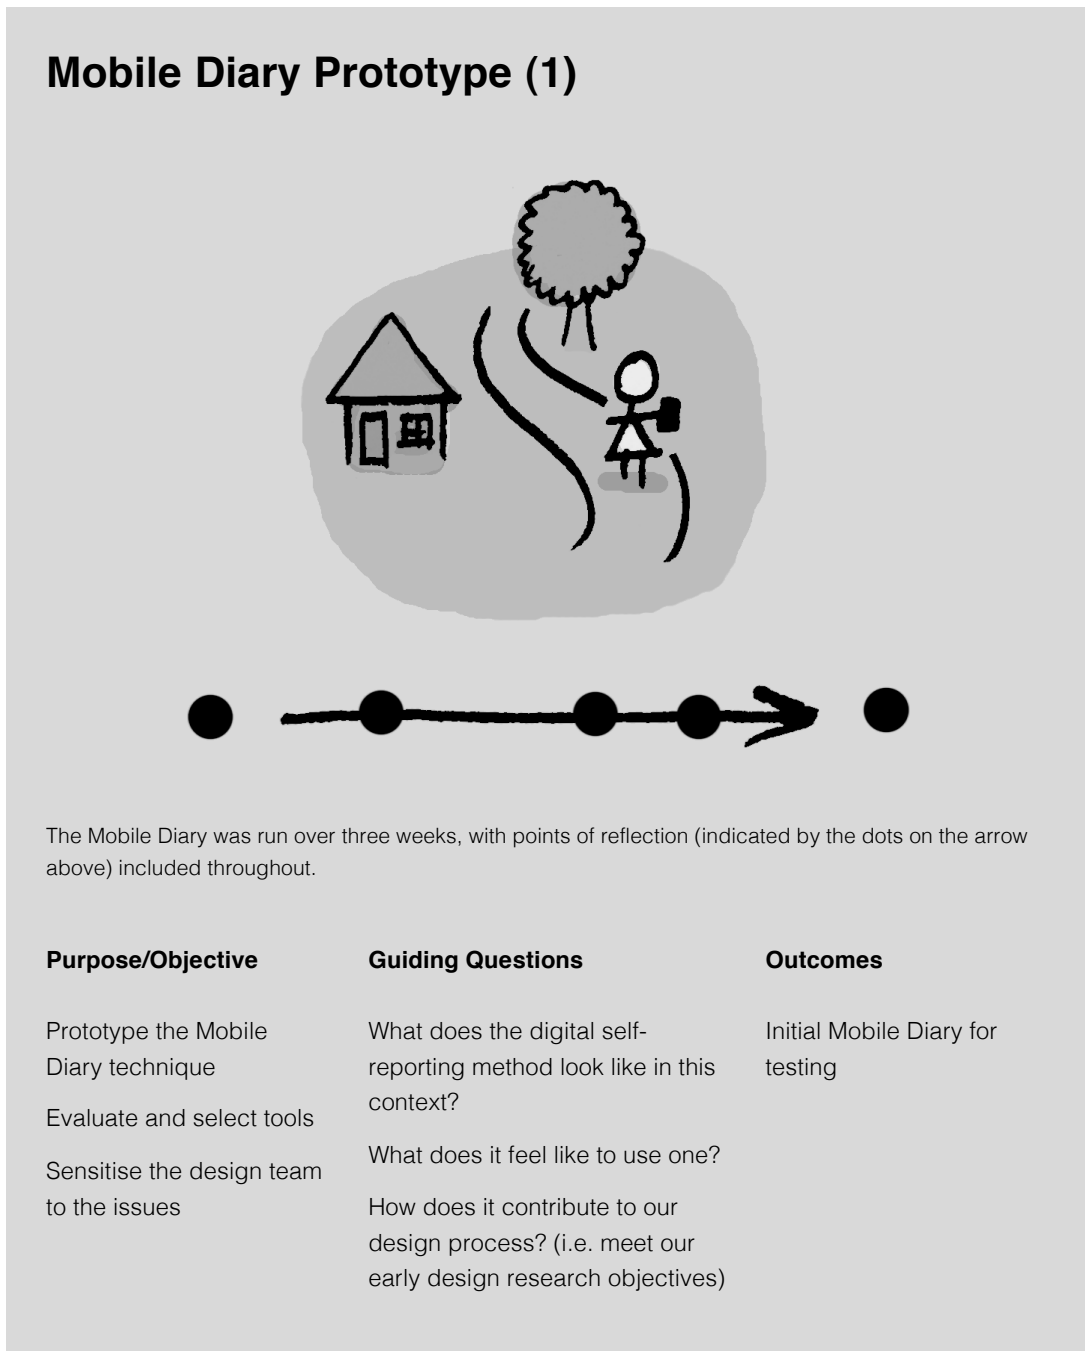 Mobile Diary Prototype (1)
The Mobile Diary was run over three weeks, with points of reflection (indicated by the dots on the arrow
above) included throughout.
Purpose/Objective
Prototype the Mobile
Diary technique
Evaluate and select tools
Sensitise the design team
to the issues
Guiding Questions
What does the digital self-
reporting method look like in this
context?
What does it feel like to use one?
How does it contribute to our
design process? (i.e. meet our
early design research objectives)
Outcomes
Initial Mobile Diary for
testing